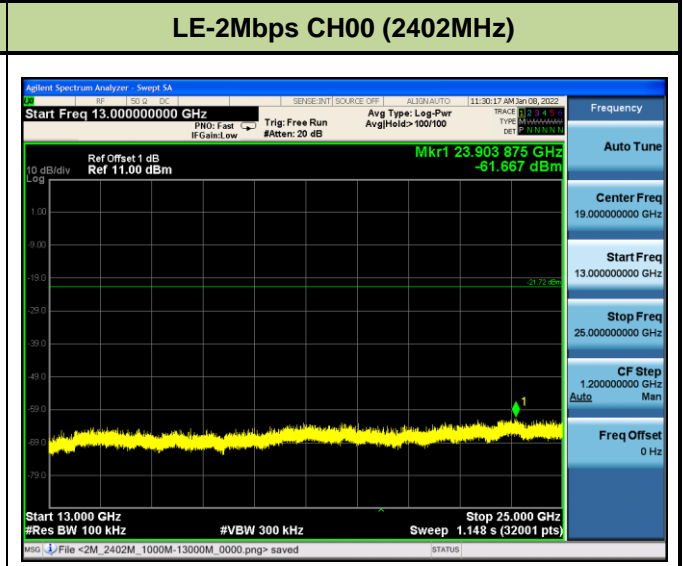 LE-2Mbps CH00 (2402MHz)
Agilent Spectrum Analyzer - Swept SA
RF 50 Ω DC SENSE:INT SOURCE OFF ALIGN AUTO 11:30:17 AM Jan 08, 2022
Start Freq 13.000000000 GHz
PNO: Fast
IFGain:Low
Trig: Free Run
#Atten: 20 dB
Avg Type: Log-Pwr
Avg|Hold:> 100/100
TRACE 1 2 3 4 5 6
TYPE M
DET P N N N N N
Frequency
Auto Tune
Center Freq
19.000000000 GHz
Start Freq
13.000000000 GHz
Stop Freq
25.000000000 GHz
CF Step
1.200000000 GHz
Auto Man
Freq Offset
0 Hz
Mkr1 23.903 875 GHz
-61.667 dBm
Ref Offset 1 dB
10 dB/div Ref 11.00 dBm
Log
1.00
-9.00
-19.0
-21.72 dBm
-29.0
-39.0
-49.0
-59.0
1
-69.0
-79.0
Start 13.000 GHz Stop 25.000 GHz
#Res BW 100 kHz #VBW 300 kHz Sweep 1.148 s (32001 pts)
MSG File <2M_2402M_1000M-13000M_0000.png> saved STATUS